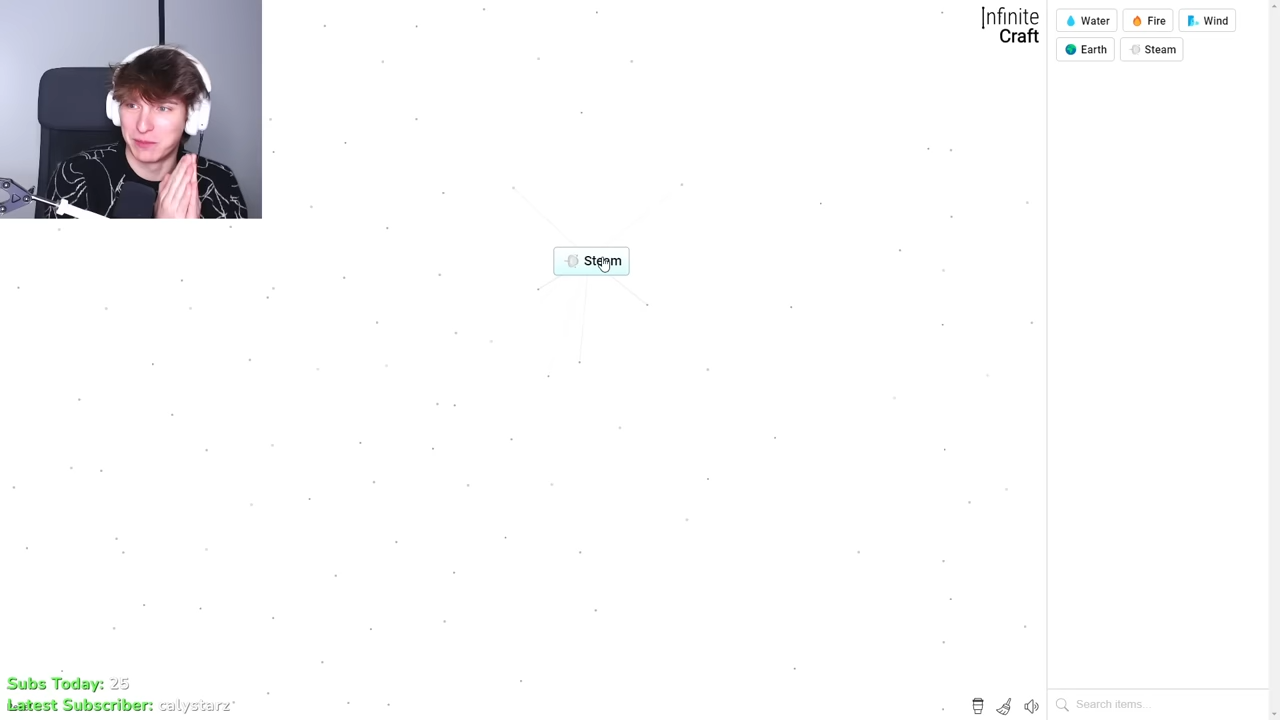 Infinite
Craft
Water
Fire
Wind
Earth
Steam
Steam
Search items...
Subs Today: 25
Latest Subscriber: calystarz